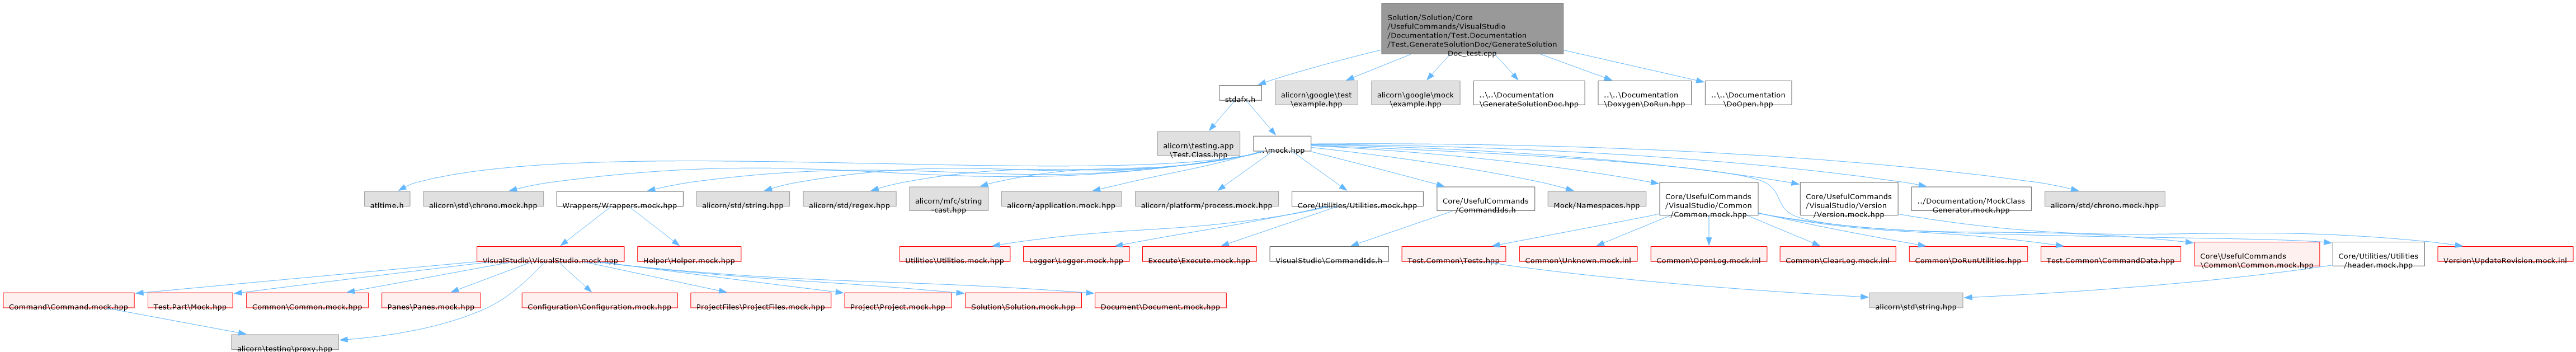 Solution/Solution/Core
/UsefulCommands/VisualStudio
/Documentation/Test.Documentation
/Test.GenerateSolutionDoc/GenerateSolution
Doc_test.cpp
stdafx.h
alicorn\google\test
\example.hpp
alicorn\google\mock
\example.hpp
..\..\Documentation
\GenerateSolutionDoc.hpp
..\..\Documentation
\Doxygen\DoRun.hpp
..\..\Documentation
\DoOpen.hpp
alicorn\testing.app
\Test.Class.hpp
.\mock.hpp
atltime.h
alicorn\std\chrono.mock.hpp
Wrappers/Wrappers.mock.hpp
alicorn/std/string.hpp
alicorn/std/regex.hpp
alicorn/mfc/string
-cast.hpp
alicorn/application.mock.hpp
alicorn/platform/process.mock.hpp
Core/Utilities/Utilities.mock.hpp
Core/UsefulCommands
/CommandIds.h
Mock/Namespaces.hpp
Core/UsefulCommands
/VisualStudio/Common
/Common.mock.hpp
Core/UsefulCommands
/VisualStudio/Version
/Version.mock.hpp
../Documentation/MockClass
Generator.mock.hpp
alicorn/std/chrono.mock.hpp
VisualStudio\VisualStudio.mock.hpp
Helper\Helper.mock.hpp
Utilities\Utilities.mock.hpp
Logger\Logger.mock.hpp
Execute\Execute.mock.hpp
VisualStudio\CommandIds.h
Test.Common\Tests.hpp
Common\Unknown.mock.inl
Common\OpenLog.mock.inl
Common\ClearLog.mock.inl
Common\DoRunUtilities.hpp
Test.Common\CommandData.hpp
Core\UsefulCommands
\Common\Common.mock.hpp
Core/Utilities/Utilities
/header.mock.hpp
Version\UpdateRevision.mock.inl
Command\Command.mock.hpp
Test.Part\Mock.hpp
Common\Common.mock.hpp
Panes\Panes.mock.hpp
Configuration\Configuration.mock.hpp
ProjectFiles\ProjectFiles.mock.hpp
Project\Project.mock.hpp
Solution\Solution.mock.hpp
Document\Document.mock.hpp
alicorn\std\string.hpp
alicorn\testing\proxy.hpp